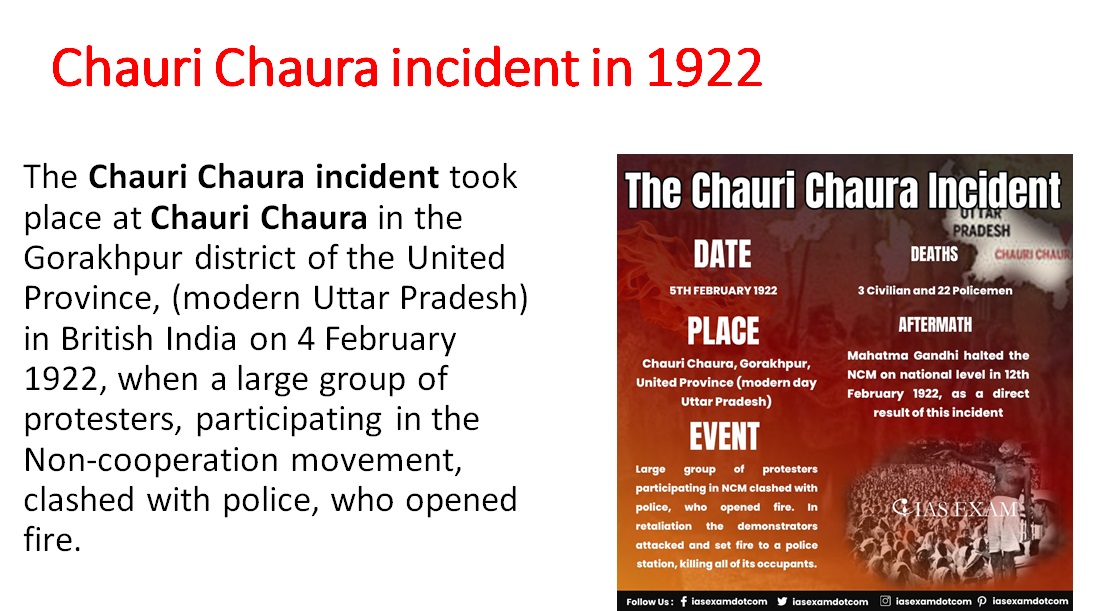 Chauri Chaura incident in 1922
The Chauri Chaura incident took
place at Chauri Chaura in the
Gorakhpur district of the United
Province, (modern Uttar Pradesh)
in British India on 4 February
1922, when a large group of
protesters, participating in the
Non-cooperation movement,
clashed with police, who opened
fire.
The Chauri Chaura Incident
UTTAR
PRADESH
CHAURI CHAUR
DATE
5TH FEBRUARY 1922
PLACE
Chauri Chaura, Gorakhpur,
United Province (modern day
Uttar Pradesh)
EVENT
Large group of protesters
participating in NCM clashed with
police, who opened fire. In
retaliation the demonstrators
attacked and set fire to a police
station, killing all of its occupants.
DEATHS
3 Civilian and 22 Policemen
AFTERMATH
Mahatma Gandhi halted the
NCM on national level in 12th
February 1922, as a direct
result of this incident
IAS EXAM
Follow Us : iasexamdotcom iasexamdotcom iasexamdotcom iasexamdotcom